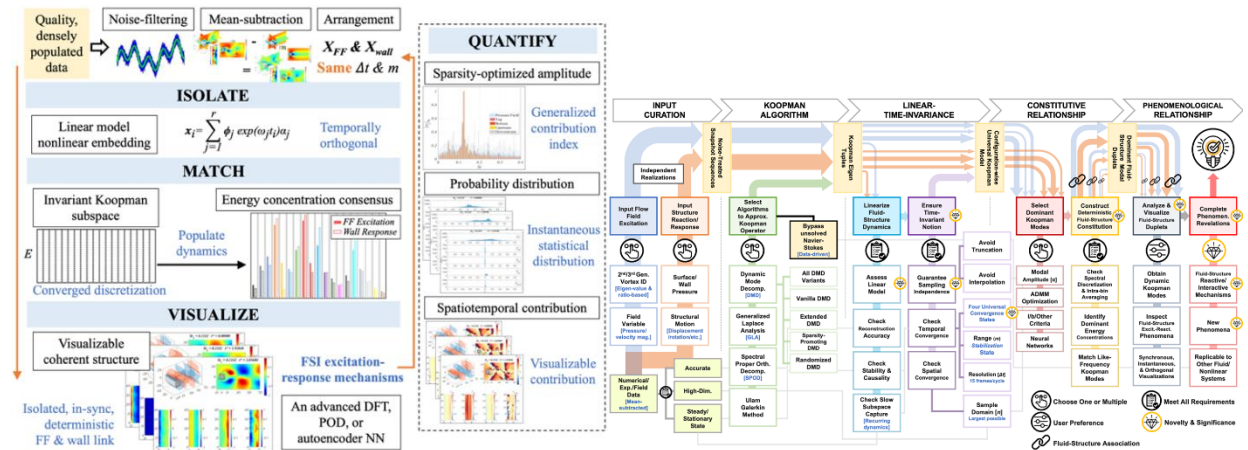 Quality,
densely
populated
data
Noise-filtering
Mean-subtraction
Arrangement
X_FF & X_wall
Same Δt & m
ISOLATE
Linear model
nonlinear embedding
x_i = Σ_{j=1}^{r} ϕ_j exp(ω_j t_i) α_j
Temporally
orthogonal
MATCH
Invariant Koopman
subspace
Energy concentration consensus
E
Populate
dynamics
FF Excitation
Wall Response
Converged discretization
VISUALIZE
Visualizable
coherent structure
FSI excitation-
response mechanisms
Isolated, in-sync,
deterministic
FF & wall link
An advanced DFT,
POD, or
autoencoder NN
QUANTIFY
Sparsity-optimized amplitude
Generalized
contribution
index
Probability distribution
Instantaneous
statistical
distribution
Spatiotemporal contribution
Visualizable
contribution
INPUT
CURATION
KOOPMAN
ALGORITHM
LINEAR-
TIME-INVARIANCE
CONSTITUTIVE
RELATIONSHIP
PHENOMENOLOGICAL
RELATIONSHIP
Independent
Realizations
Noise-Treated
Snapshot Sequences
Koopman Eigen
Tuples
Configuration-wise
Universal Koopman
Model
Dominant Fluid-
Structure Modal
Duplets
Input Flow
Field
Excitation
Input
Structure
Reaction/
Response
Select
Algorithms
to Approx.
Koopman
Operator
Bypass
unsolved
Navier-
Stokes
[Data-driven]
Linearize
Fluid-
Structure
Dynamics
Ensure
Time-
Invariant
Notion
Select
Dominant
Koopman
Modes
Construct
Deterministic
Fluid-Structure
Constitution
Analyze &
Visualize
Fluid-Structure
Duplets
Complete
Phenomen.
Revelations
2nd/3rd Gen.
Vortex ID
[Eigen-value &
ratio-based]
Field
Variable
[Pressure/
velocity mag.]
Numerical/
Exp./Field
Data
[Mean-
subtracted]
Surface/
Wall
Pressure
Structural
Motion
[Displacement
/rotation/etc.]
Accurate
High-Dim.
Steady/
Stationary
State
Dynamic
Mode
Decomp.
[DMD]
Generalized
Laplace
Analysis
[GLA]
Spectral
Proper Orth.
Decomp.
[SPOD]
Ulam
Galerkin
Method
All DMD
Variants
Vanilla DMD
Extended
DMD
Sparsity-
Promoting
DMD
Randomized
DMD
Assess
Linear
Model
Check
Reconstruction
Accuracy
Check
Stability &
Causality
Check Slow
Subspace
Capture
[Recurring
dynamics]
Guarantee
Sampling
Independence
Check
Temporal
Convergence
Check
Spatial
Convergence
Avoid
Truncation
Avoid
Interpolation
Four Universal
Convergence
States
Range [m]
Stabilization
State
Resolution [Δt]
15 frames/cycle
Sample
Domain [n]
Largest possible
Modal
Amplitude [α]
ADMM
Optimization
I/b/Other
Criteria
Neural
Networks
Check
Spectral
Discretization
& Intra-bin
Averaging
Identify
Dominant
Energy
Concentrations
Match Like-
Frequency
Koopman
Modes
Obtain
Dynamic
Koopman
Modes
Inspect
Fluid-Structure
Excit.-React.
Phenomena
Synchronous,
Instantaneous,
& Orthogonal
Visualizations
Fluid-Structure
Reactive/
Interactive
Mechanisms
New
Phenomena
Replicable to
Other Fluid/
Nonlinear
Systems
Choose One or Multiple
Meet All Requirements
User Preference
Novelty & Significance
Fluid-Structure Association